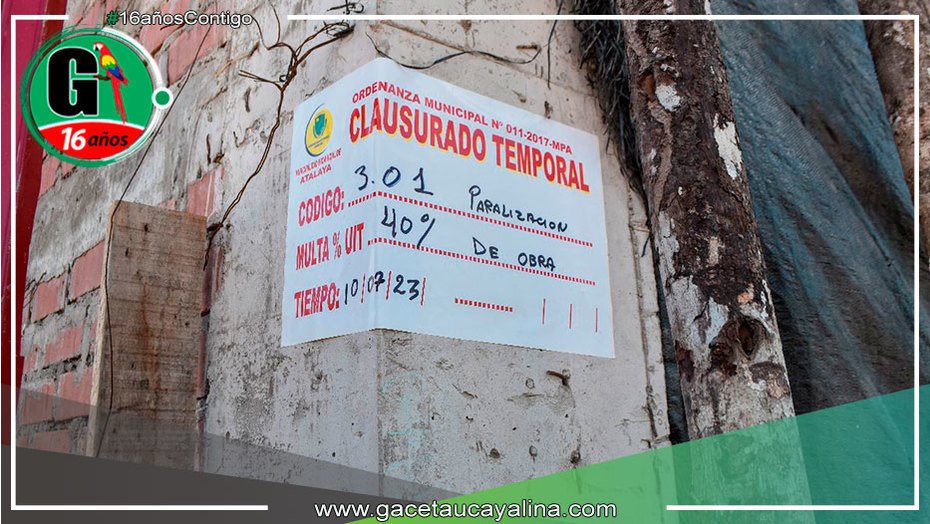 #16añosContigo
G
16 años
ORDENANZA MUNICIPAL N° 011-2017-MPA
CLAUSURADO TEMPORAL
ATALAYA
CODIGO: 3.01 PARALIZACION
MULTA % UIT 40% DE OBRA
TIEMPO: 10/07/23/
www.gacetaucayalina.com